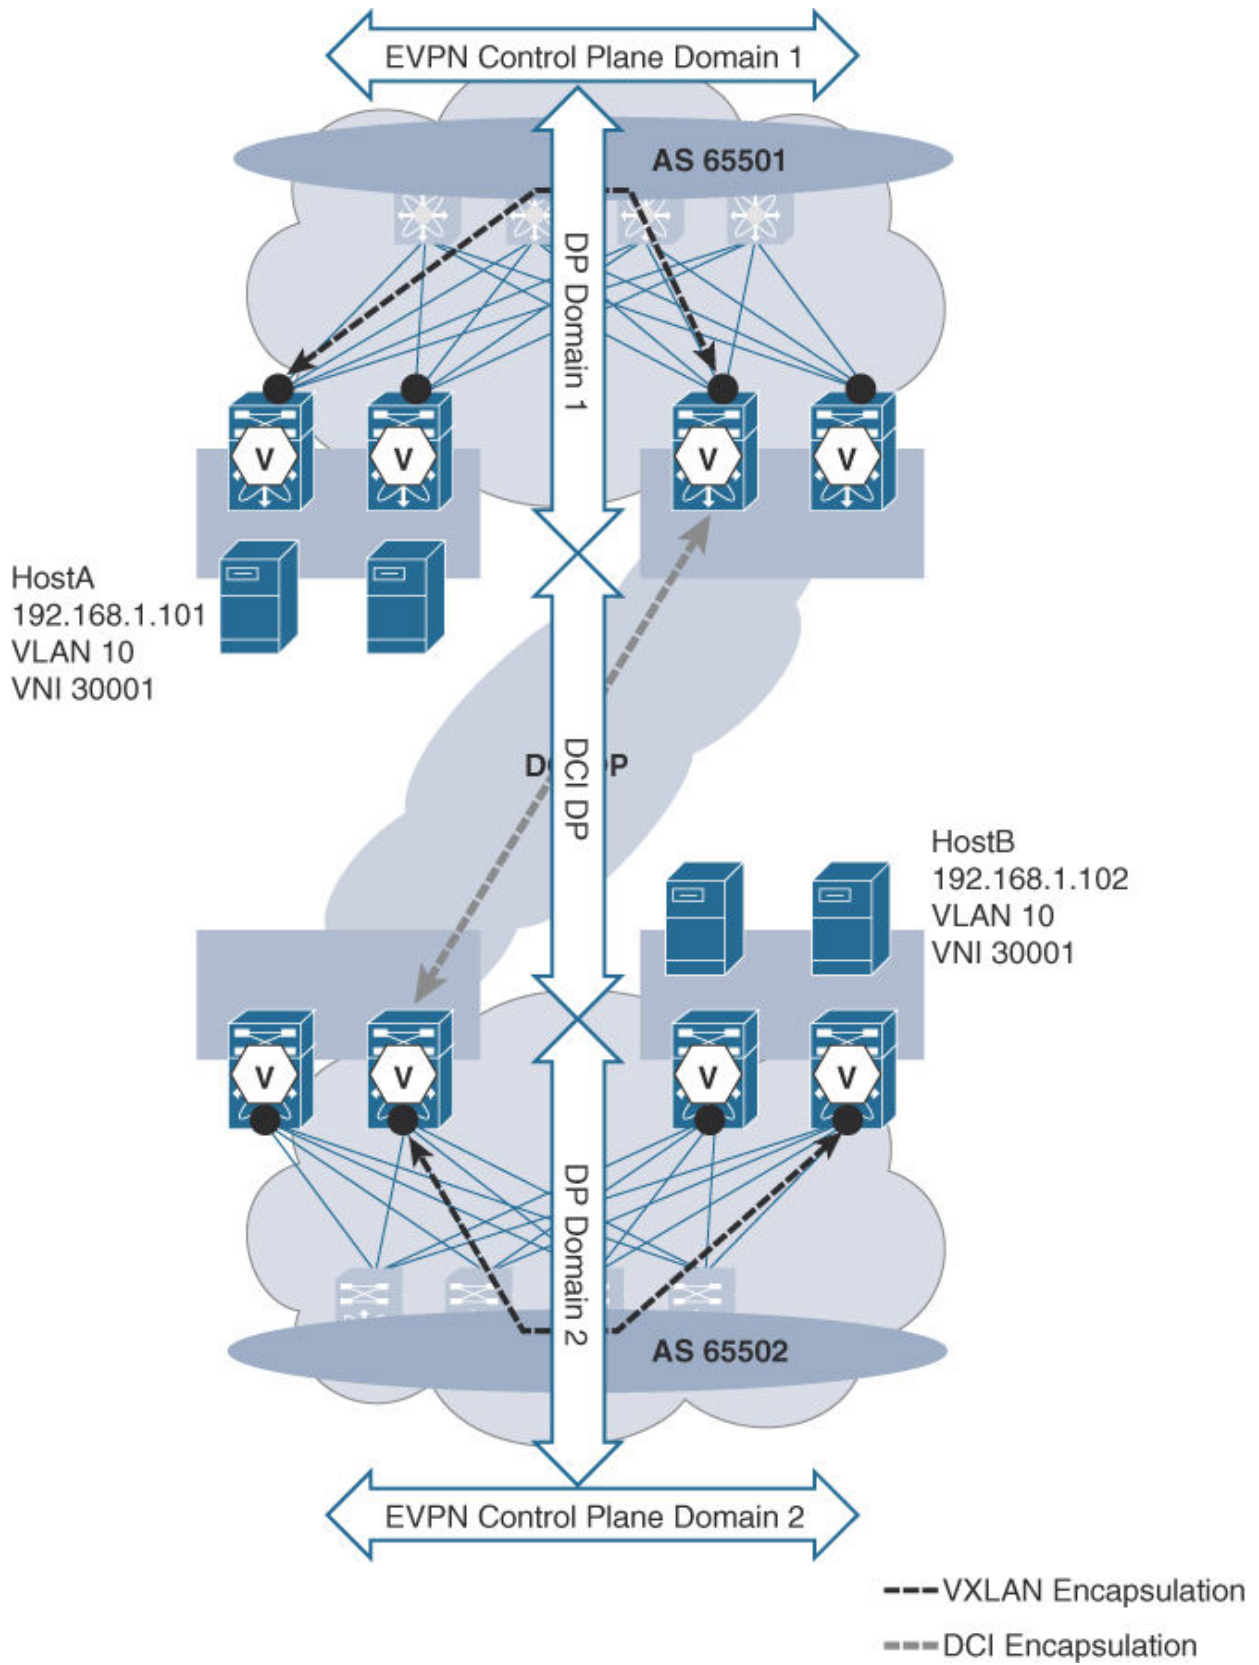 EVPN Control Plane Domain 1
AS 65501
DP Domain 1
V
V
V
V
HostA
192.168.1.101
VLAN 10
VNI 30001
DCI DP
HostB
192.168.1.102
VLAN 10
VNI 30001
V
V
V
V
DP Domain 2
AS 65502
EVPN Control Plane Domain 2
VXLAN Encapsulation
DCI Encapsulation